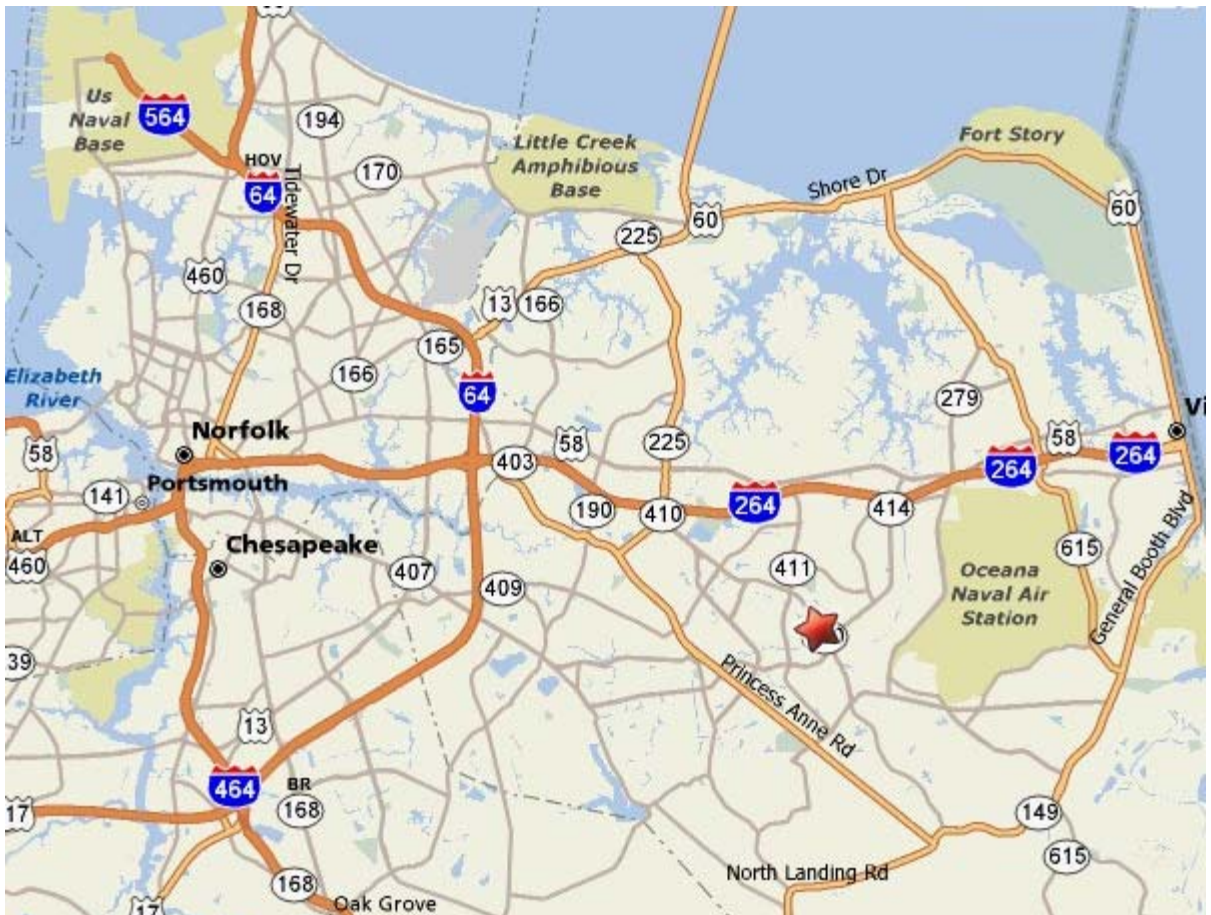 Us
Naval
Base
564
194
HOV
64
Tidewater Dr
170
Little Creek
Amphibious
Base
Fort Story
Shore Dr
60
60
225
460
168
13
166
165
166
64
Elizabeth
River
279
58
Norfolk
403
58
225
58
264
264
Portsmouth
141
190
410
264
414
ALT
460
Chesapeake
407
409
411
615
Oceana
Naval Air
Station
General Booth Blvd
39
Princess Anne Rd
13
464
BR
168
17
149
615
North Landing Rd
168
Oak Grove
17